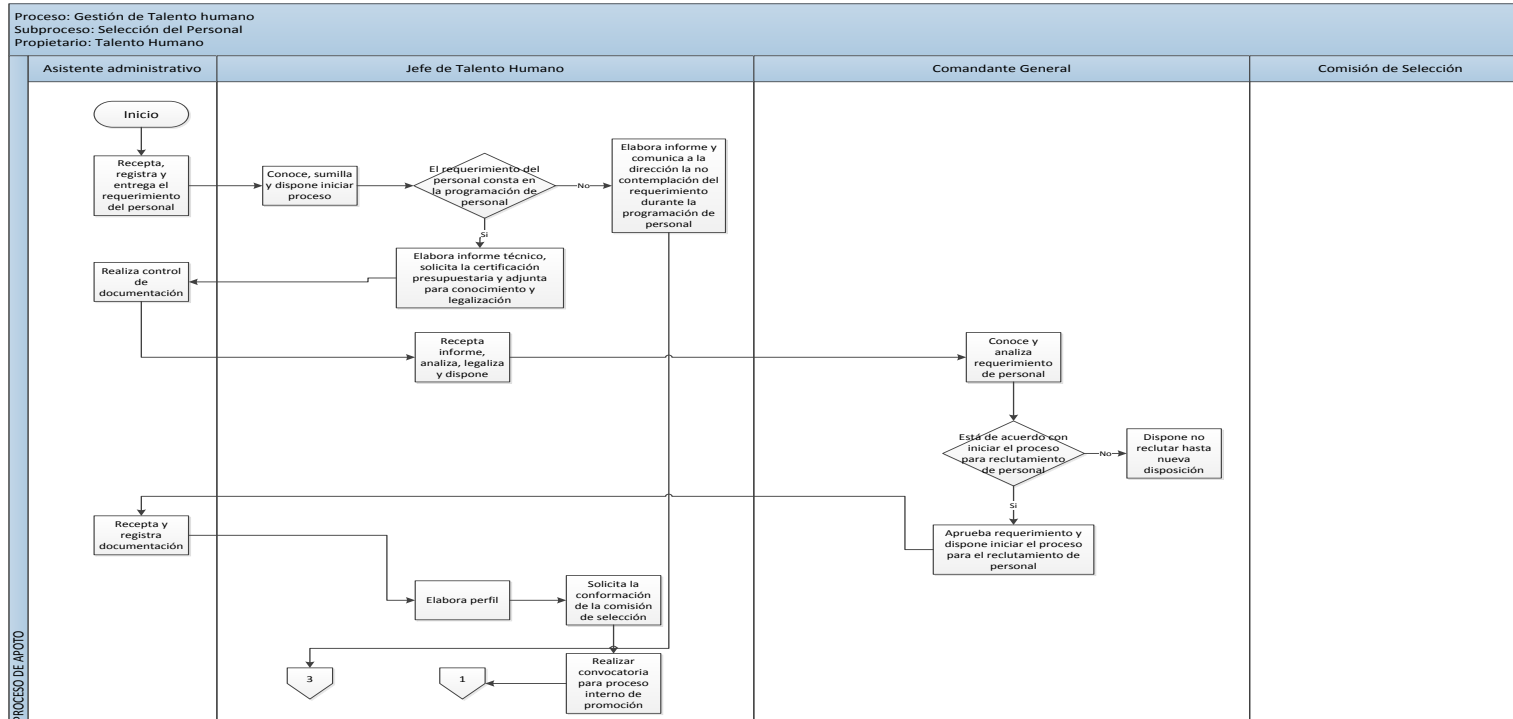 Proceso: Gestión de Talento humano
Subproceso: Selección del Personal
Propietario: Talento Humano
Asistente administrativo
Jefe de Talento Humano
Comandante General
Comisión de Selección
Inicio
Recepta,
registra y
entrega el
requerimiento
del personal
Conoce, sumilla
y dispone iniciar
proceso
El requerimiento del
personal consta en
la programación de
personal
No
Elabora informe y
comunica a la
dirección la no
contemplación del
requerimiento
durante la
programación de
personal
Si
Elabora informe técnico,
solicita la certificación
presupuestaria y adjunta
para conocimiento y
legalización
Realiza control
de
documentación
Recepta
informe,
analiza, legaliza
y dispone
Conoce y
analiza
requerimiento
de personal
Está de acuerdo con
iniciar el proceso
para reclutamiento
de personal
No
Dispone no
reclutar hasta
nueva
disposición
Si
Aprueba requerimiento y
dispone iniciar el proceso
para el reclutamiento de
personal
Recepta y
registra
documentación
Elabora perfil
Solicita la
conformación
de la comisión
de selección
Realizar
convocatoria
para proceso
interno de
promoción
1
3
PROCESO DE APOTO